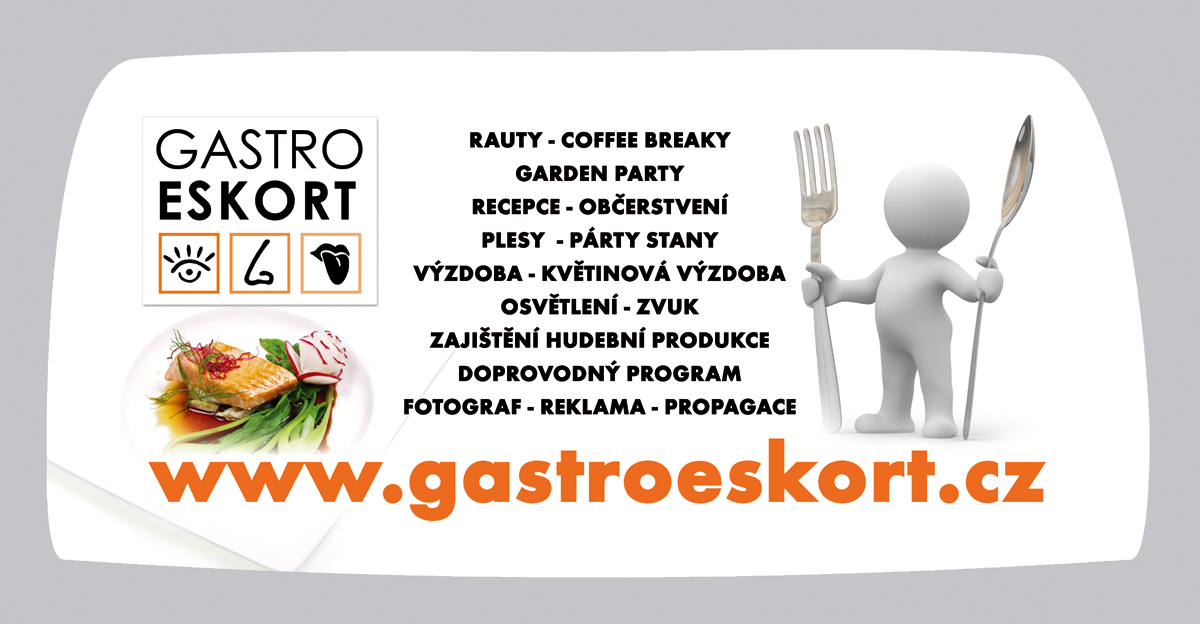 GASTRO
ESKORT
RAUTY - COFFEE BREAKY
GARDEN PARTY
RECEPCE - OBČERSTVENÍ
PLESY - PÁRTY STANY
VÝZDOBA - KVĚTINOVÁ VÝZDOBA
OSVĚTLENÍ - ZVUK
ZAJIŠTĚNÍ HUDEBNÍ PRODUKCE
DOPROVODNÝ PROGRAM
FOTOGRAF - REKLAMA - PROPAGACE
www.gastroeskort.cz